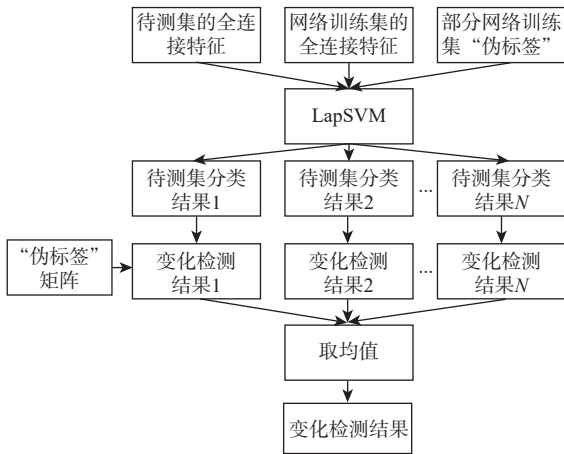 待测集的全连
接特征
网络训练集的
全连接特征
部分网络训练
集“伪标签”
LapSVM
待测集分类
结果1
待测集分类
结果2
...
待测集分类
结果N
“伪标签”
矩阵
变化检测
结果1
变化检测
结果2
...
变化检测
结果N
取均值
变化检测结果